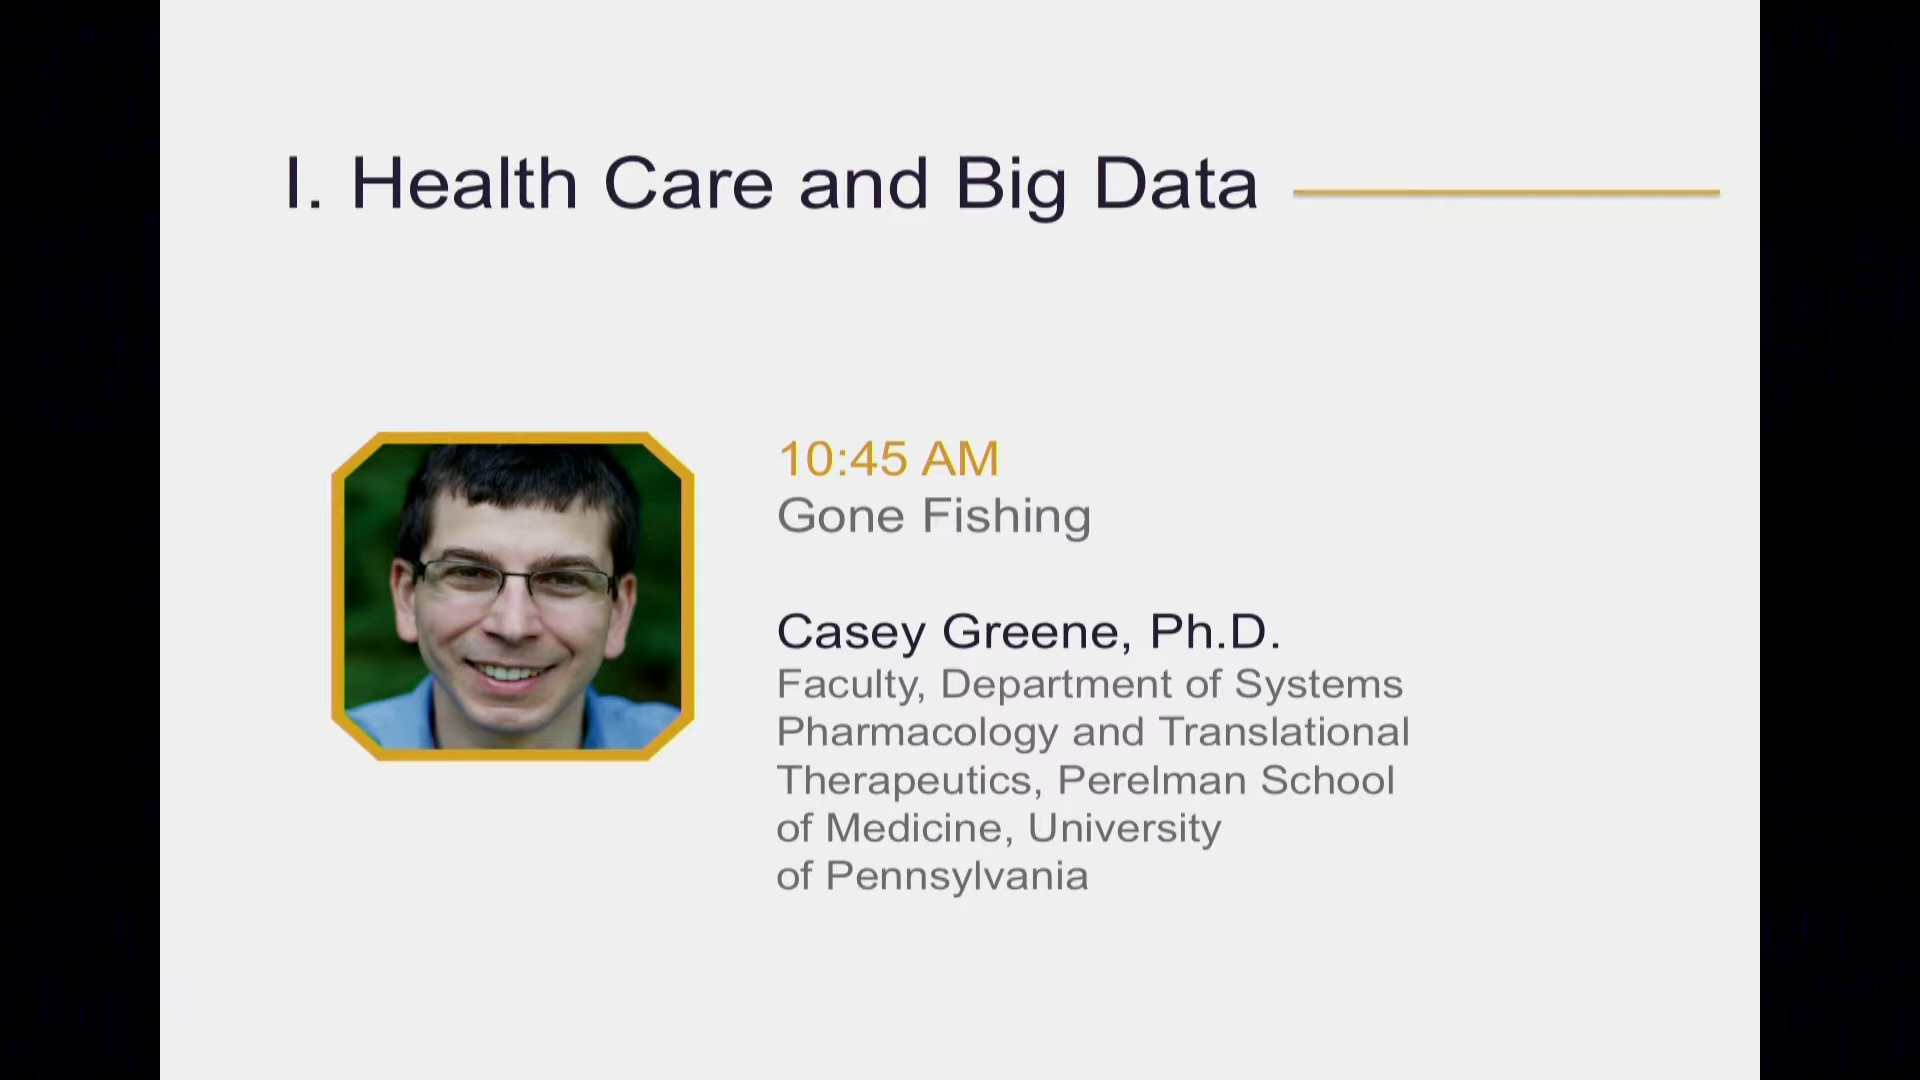 I. Health Care and Big Data
10:45 AM
Gone Fishing
Casey Greene, Ph.D.
Faculty, Department of Systems
Pharmacology and Translational
Therapeutics, Perelman School
of Medicine, University
of Pennsylvania